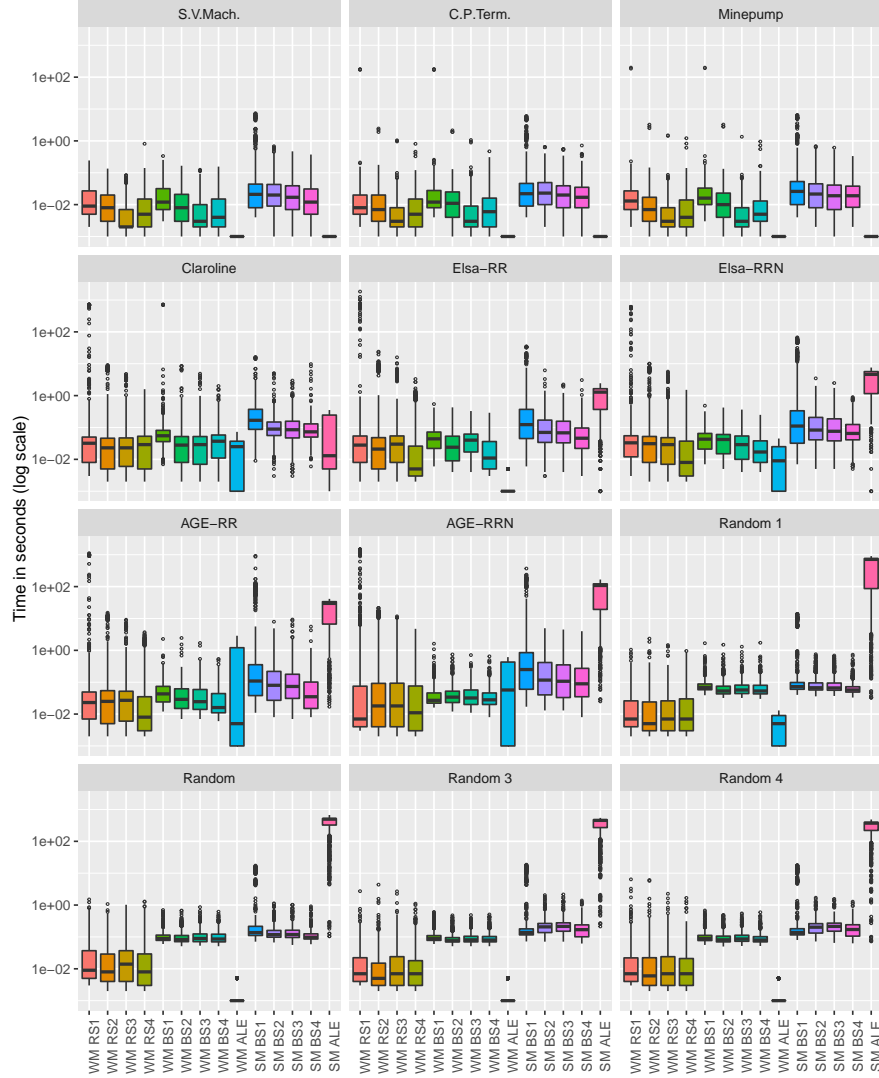 S.V.Mach. C.P.Term. Minepump
1e+02
1e+00
1e−02
Claroline Elsa−RR Elsa−RRN
1e+02
1e+00
1e−02
AGE−RR AGE−RRN Random 1
1e+02
1e+00
1e−02
Random Random 3 Random 4
1e+02
1e+00
1e−02
Time in seconds (log scale)
WM RS1 WM RS2 WM RS3 WM RS4 WM BS1 WM BS2 WM BS3 WM BS4 WM ALE SM BS1 SM BS2 SM BS3 SM BS4 SM ALE WM RS1 WM RS2 WM RS3 WM RS4 WM BS1 WM BS2 WM BS3 WM BS4 WM ALE SM BS1 SM BS2 SM BS3 SM BS4 SM ALE WM RS1 WM RS2 WM RS3 WM RS4 WM BS1 WM BS2 WM BS3 WM BS4 WM ALE SM BS1 SM BS2 SM BS3 SM BS4 SM ALE